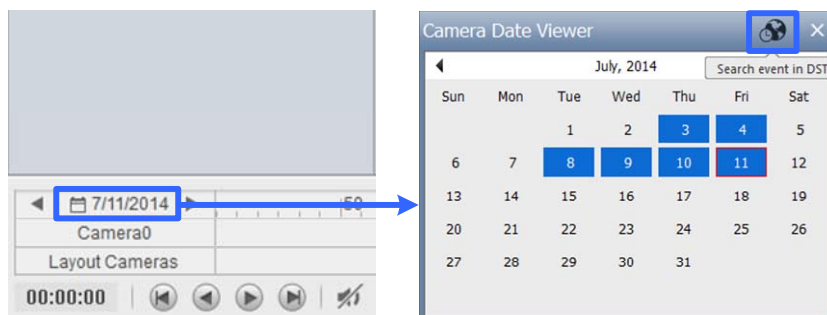 7/11/2014
50
Camera0
Layout Cameras
00:00:00
Camera Date Viewer
July, 2014
Search event in DST
Sun Mon Tue Wed Thu Fri Sat
1 2 3 4 5
6 7 8 9 10 11 12
13 14 15 16 17 18 19
20 21 22 23 24 25 26
27 28 29 30 31